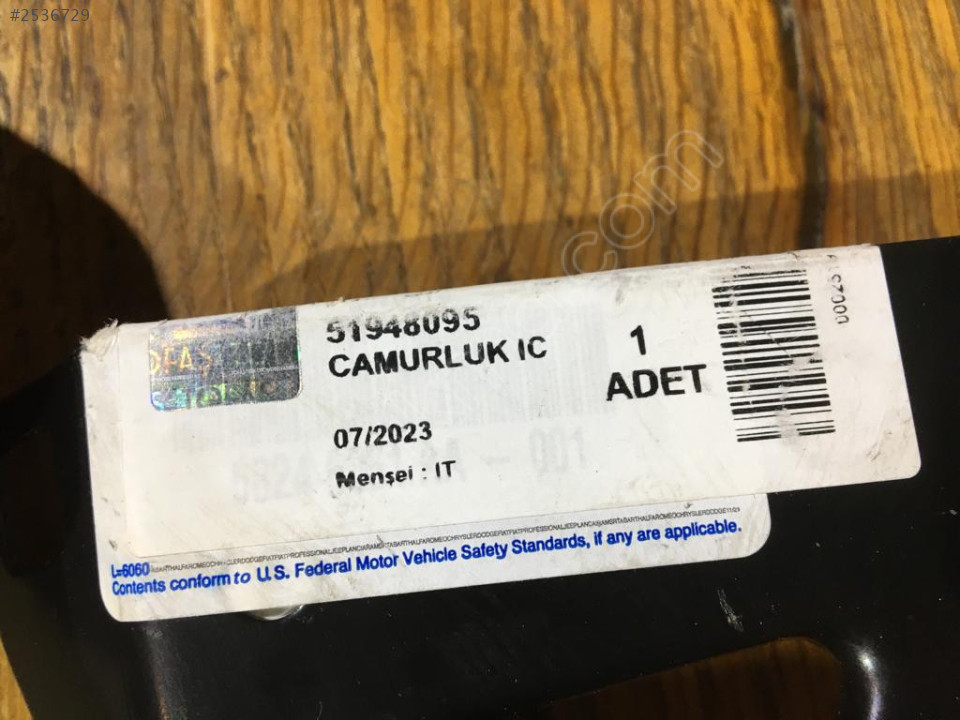 #2536729
com
51948095
CAMURLUK IC
1
ADET
07/2023
Menşei : IT
L=6060
Contents conform to U.S. Federal Motor Vehicle Safety Standards, if any are applicable.